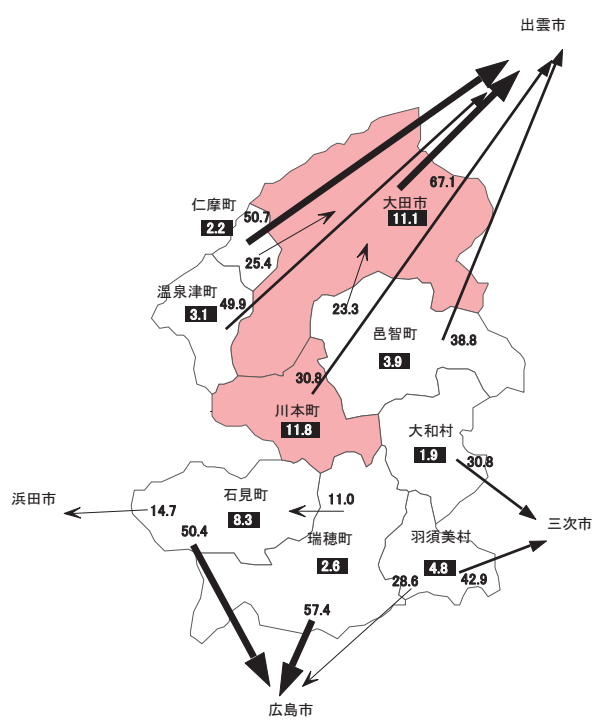 出雲市
67.1
仁摩町
大田市
50.7
11.1
2.2
25.4
温泉津町
49.9
23.3
3.1
邑智町
38.8
3.9
30.8
川本町
11.8
大和村
1.9
30.8
浜田市
石見町
11.0
14.7
8.3
三次市
50.4
瑞穂町
羽須美村
2.6
4.8
28.6
42.9
57.4
広島市